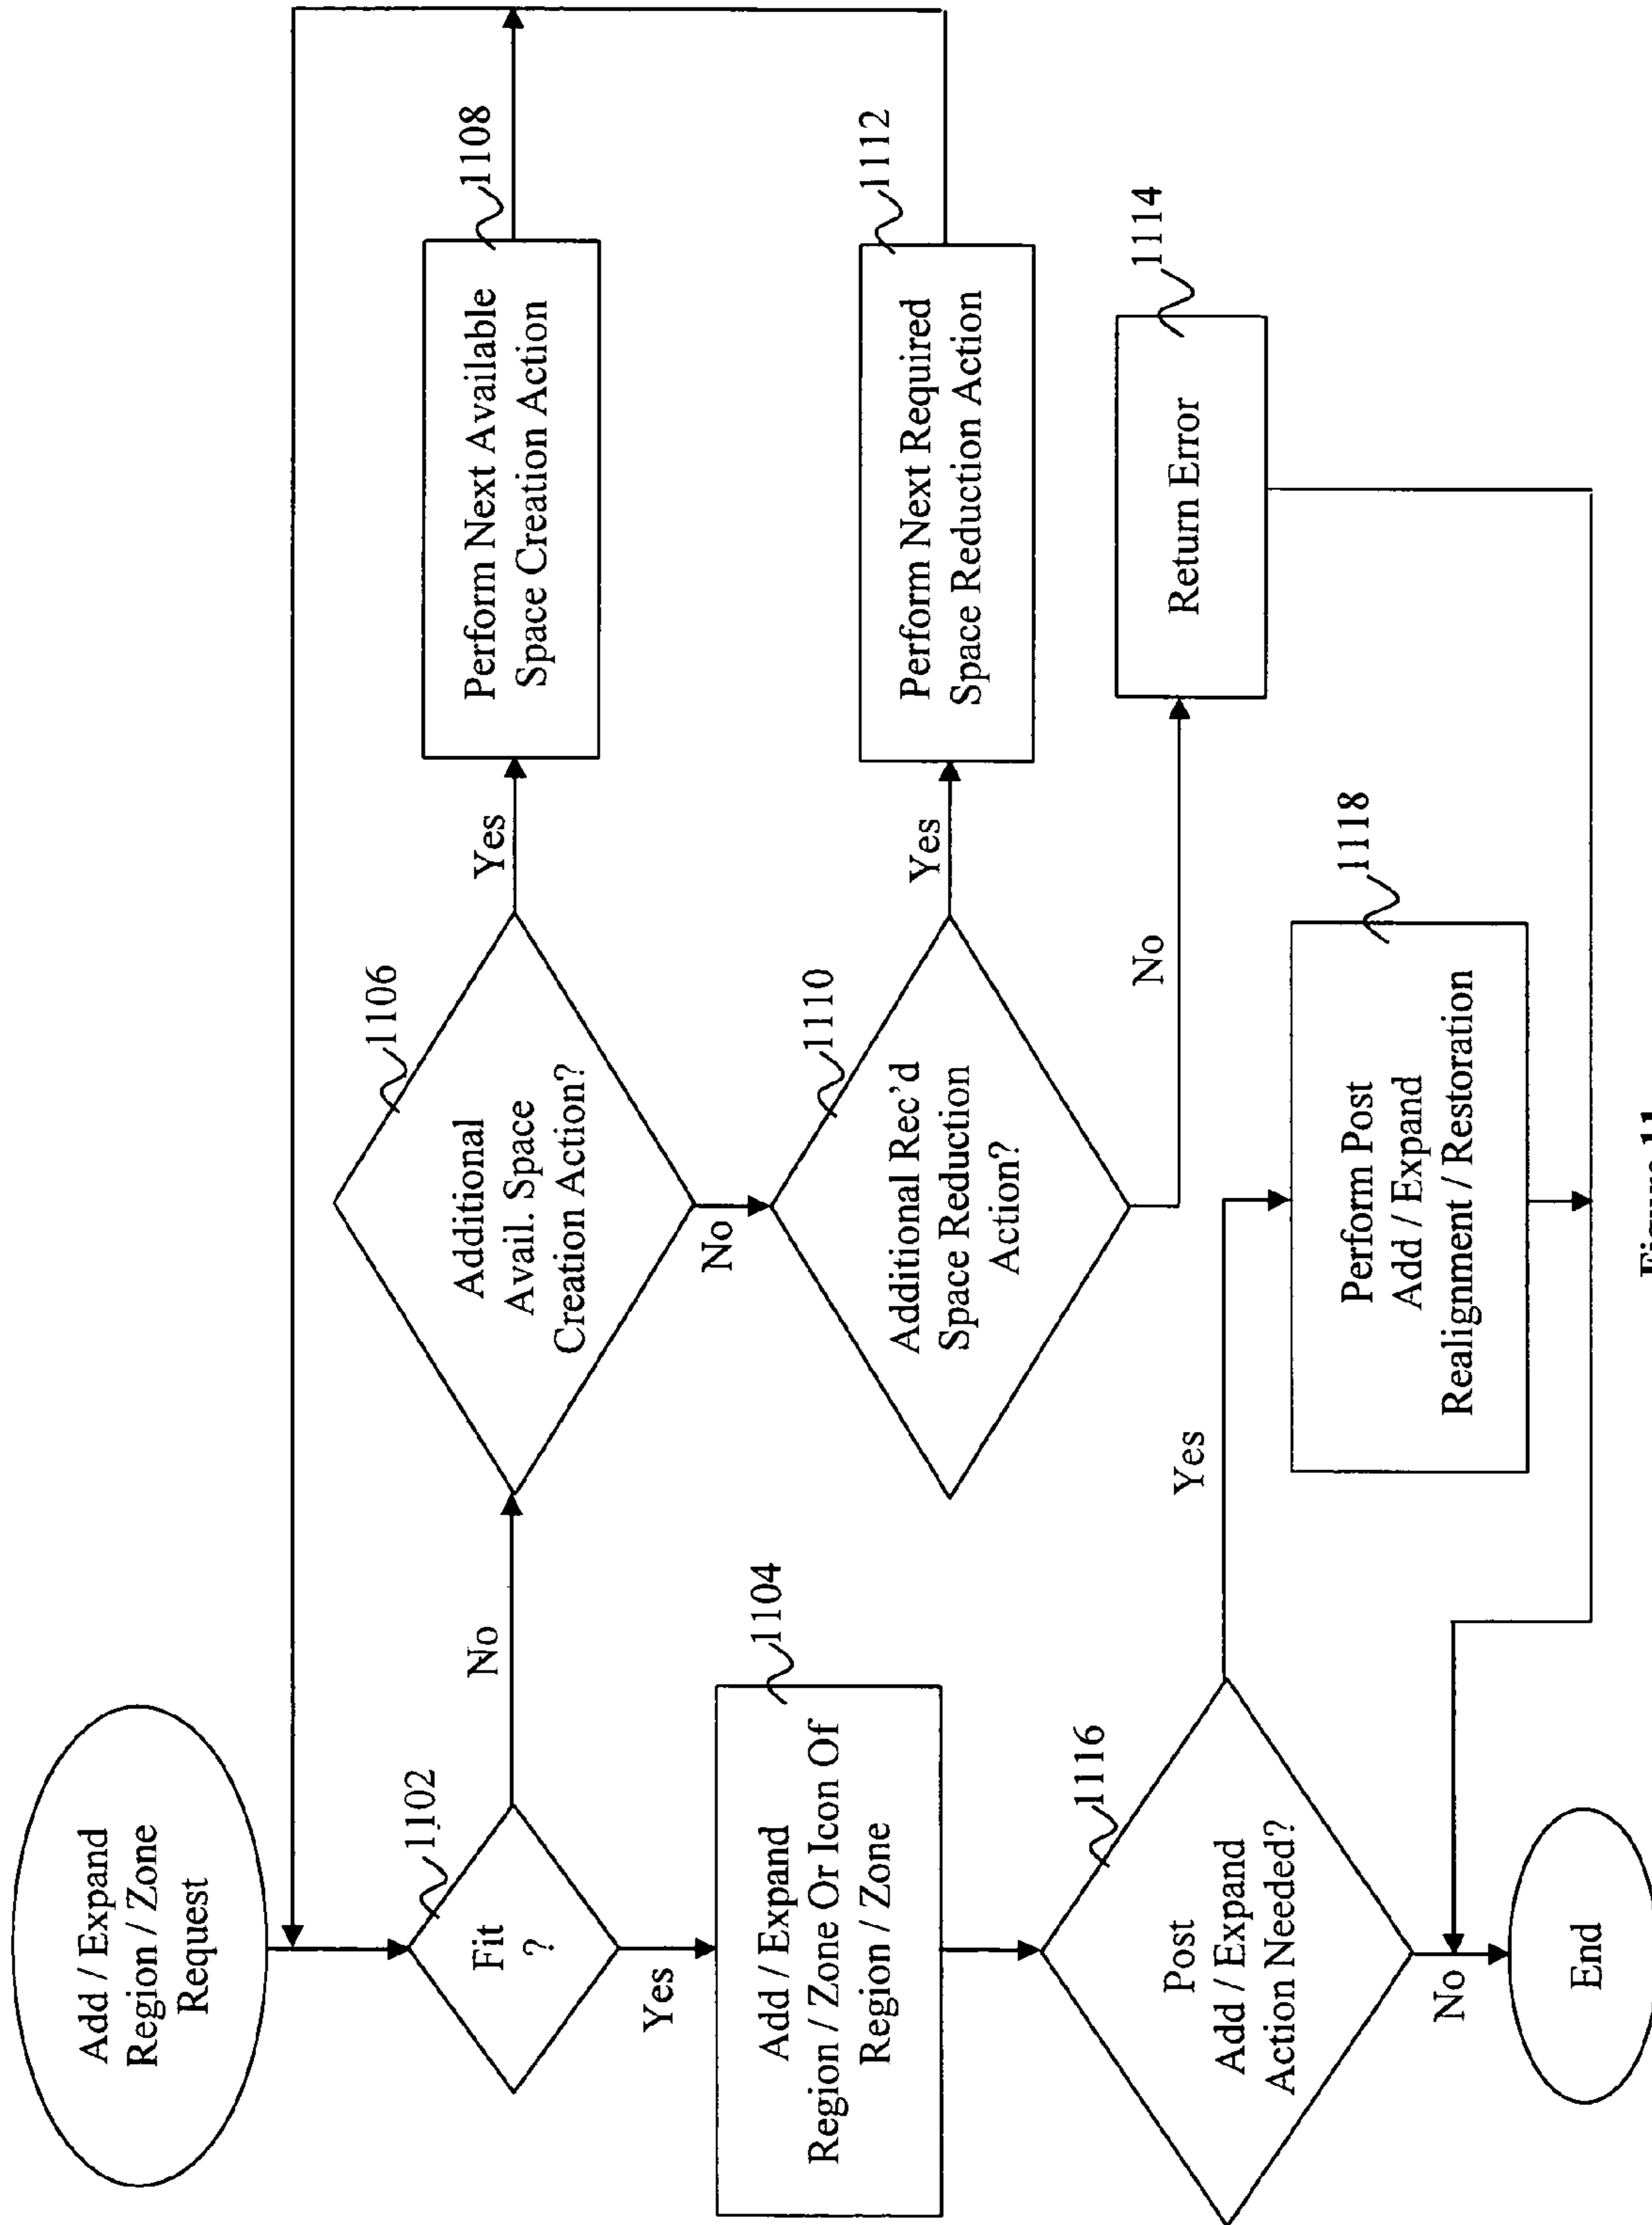 Add / Expand
Region / Zone
Request
1102
Fit
?
No
Yes
1106
Additional
Avail. Space
Creation Action?
Yes
1108
Perform Next Available
Space Creation Action
No
1110
Additional Rec'd
Space Reduction
Action?
Yes
1112
Perform Next Required
Space Reduction Action
No
1114
Return Error
1104
Add / Expand
Region / Zone Or Icon Of
Region / Zone
1116
Post
Add / Expand
Action Needed?
Yes
1118
Perform Post
Add / Expand
Realignment / Restoration
No
End
Figure 11